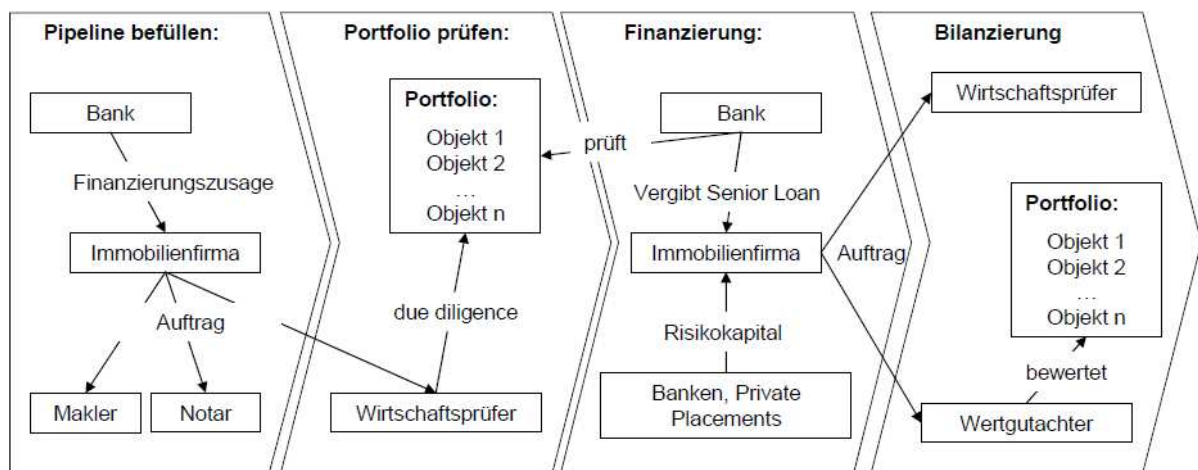 Pipeline befüllen:
Bank
Finanzierungszusage
Immobilienfirma
Auftrag
Makler
Notar
Portfolio prüfen:
Portfolio:
Objekt 1
Objekt 2
...
Objekt n
due diligence
Wirtschaftsprüfer
Finanzierung:
Bank
prüft
Vergibt Senior Loan
Immobilienfirma
Auftrag
Risikokapital
Banken, Private
Placements
Bilanzierung
Wirtschaftsprüfer
Portfolio:
Objekt 1
Objekt 2
...
Objekt n
bewertet
Wertgutachter